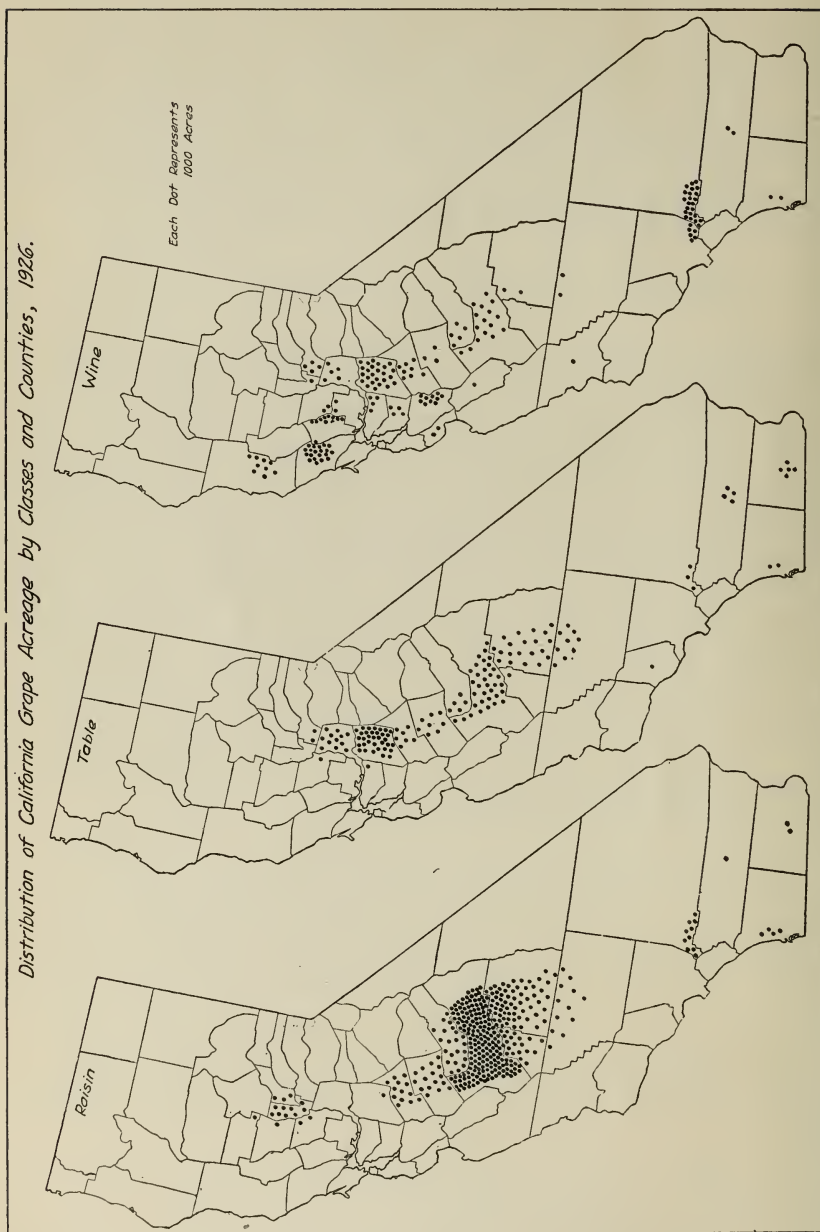 Distribution of California Grape Acreage by Classes and Counties, 1926.
Raisin
Table
Wine
Each Dot Represents
1000 Acres